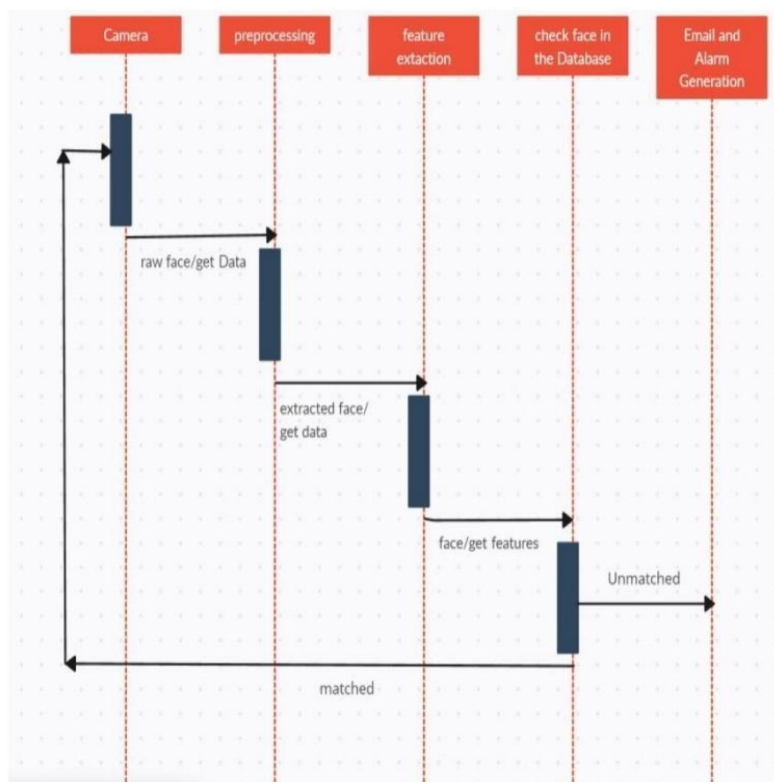 Camera
preprocessing
feature
extaction
check face in
the Database
Email and
Alarm
Generation
raw face/get Data
extracted face/
get data
face/get features
Unmatched
matched